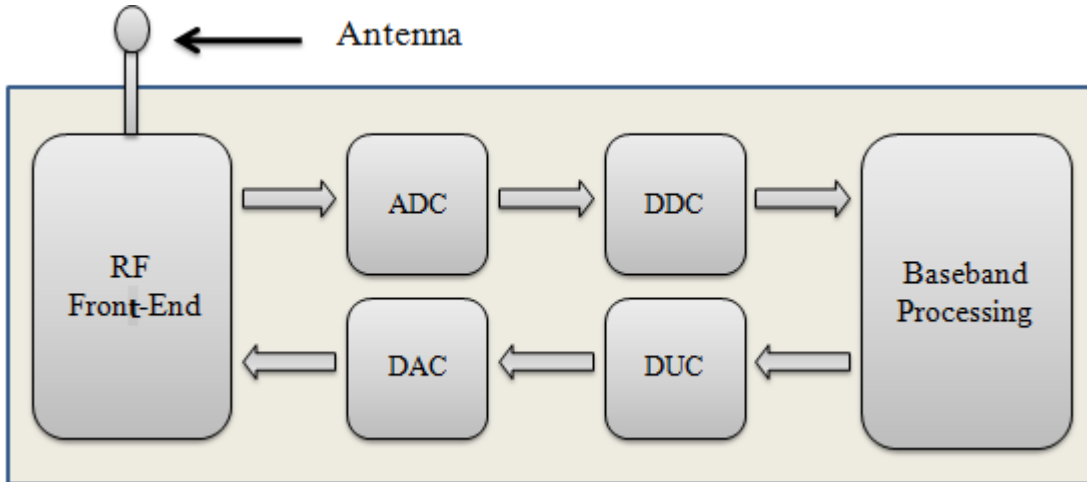 Antenna
ADC
DDC
RF
Front-End
Baseband
Processing
DAC
DUC